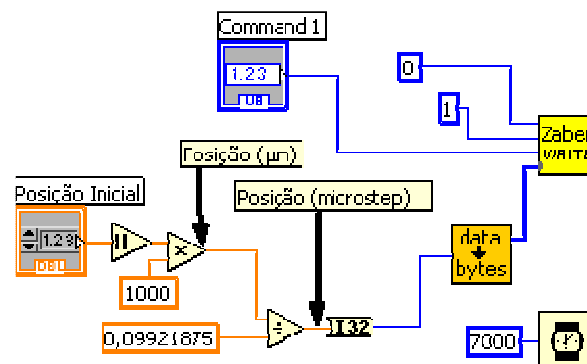 Command 1
1.23
U8
0
1
Zaber
WRITE
Posição (µm)
Posição Inicial
Posição (microstep)
1.23
DBL
×
1000
data
bytes
÷
I32
0,09921875
7000